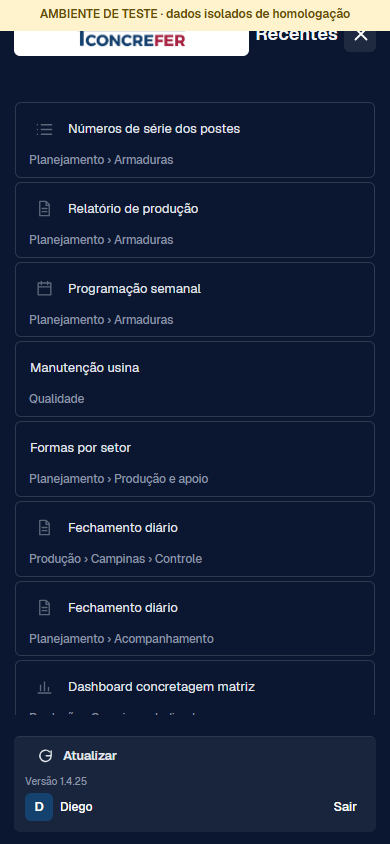 AMBIENTE DE TESTE · dados isolados de homologação
CONCREFER
Recentes
Números de série dos postes
Planejamento › Armaduras
Relatório de produção
Planejamento › Armaduras
Programação semanal
Planejamento › Armaduras
Manutenção usina
Qualidade
Formas por setor
Planejamento › Produção e apoio
Fechamento diário
Produção › Campinas › Controle
Fechamento diário
Planejamento › Acompanhamento
Dashboard concretagem matriz
Atualizar
Versão 1.4.25
D Diego
Sair